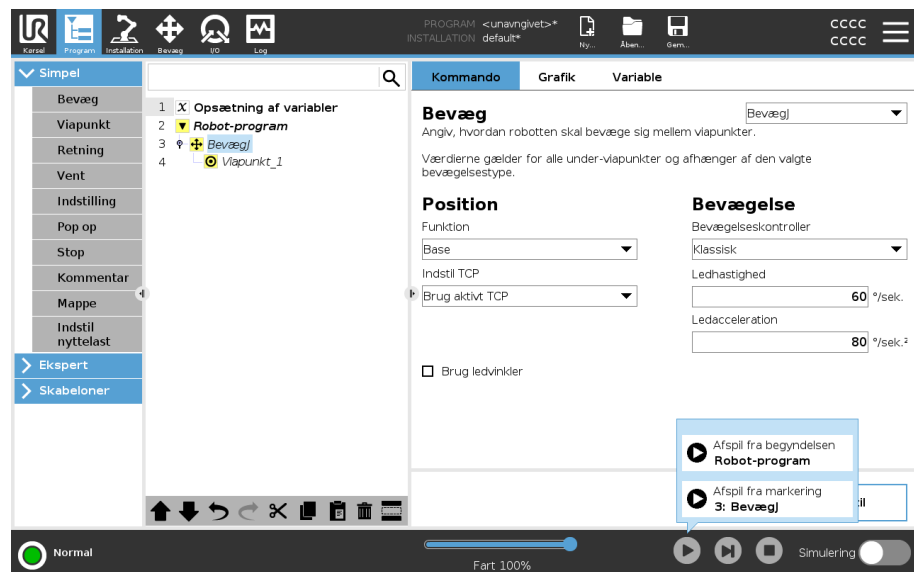 UR
Kørsel
Program
Installation
Bevæg
I/O
Log
PROGRAM <unavngivet>*
INSTALLATION default*
Ny...
Åben...
Gem...
CCCC
CCCC
Simpel
Bevæg
Viapunkt
Retning
Vent
Indstilling
Pop op
Stop
Kommentar
Mappe
Indstil
nyttelast
Ekspert
Skabeloner
1 X Opsætning af variabler
2 Robot-program
3 BevægJ
4 Viapunkt_1
Kommando Grafik Variable
Bevæg
BevægJ
Angiv, hvordan robotten skal bevæge sig mellem viapunkter.
Værdierne gælder for alle under-viapunkter og afhænger af den valgte
bevægelsestype.
Position
Funktion
Base
Indstil TCP
Brug aktivt TCP
Brug ledvinkler
Bevægelse
Bevægelseskontroller
Klassisk
Ledhastighed
60 °/sek.
Ledacceleration
80 °/sek.²
Afspil fra begyndelsen
Robot-program
Afspil fra markering
3: BevægJ
Normal
Fart 100%
Simulering